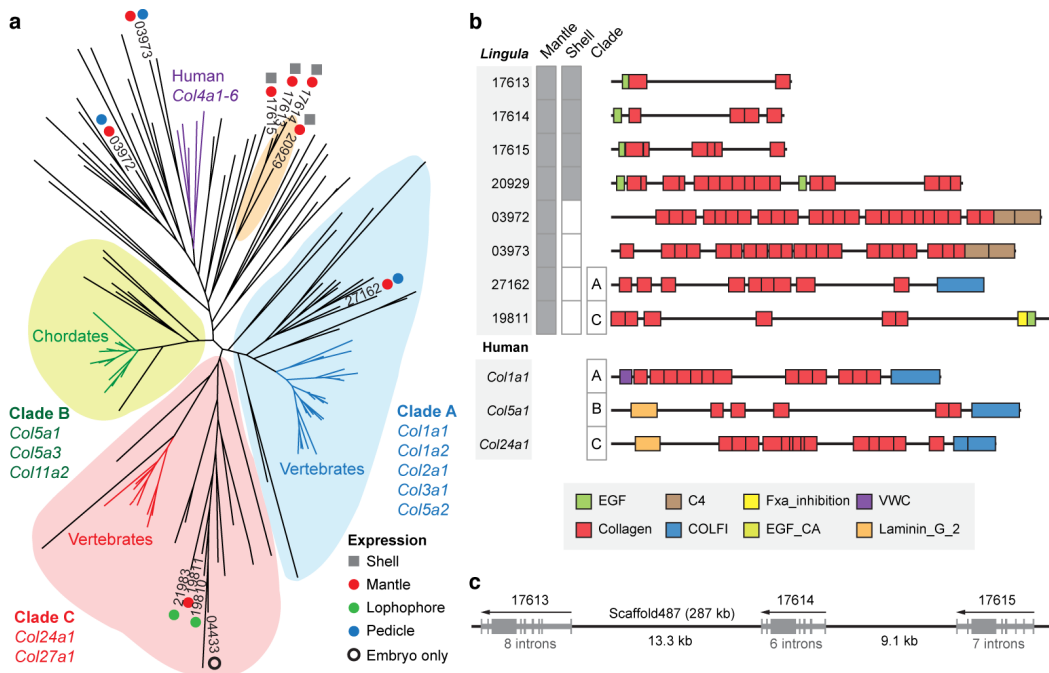 a
03973
Human
Col4a1-6
17615
17613
17614
20929
03972
27162
Chordates
Clade B
Col5a1
Col5a3
Col11a2
Vertebrates
Clade A
Col1a1
Col1a2
Col2a1
Col3a1
Col5a2
Vertebrates
21983
19811
19810
04433
Clade C
Col24a1
Col27a1
Expression
Shell
Mantle
Lophophore
Pedicle
Embryo only
b
Lingula
Mantle
Shell
Clade
17613
17614
17615
20929
03972
03973
27162 A
19811 C
Human
Col1a1 A
Col5a1 B
Col24a1 C
EGF C4 Fxa_inhibition VWC
Collagen COLFI EGF_CA Laminin_G_2
c
17613 Scaffold487 (287 kb) 17614 17615
13.3 kb 9.1 kb
8 introns 6 introns 7 introns